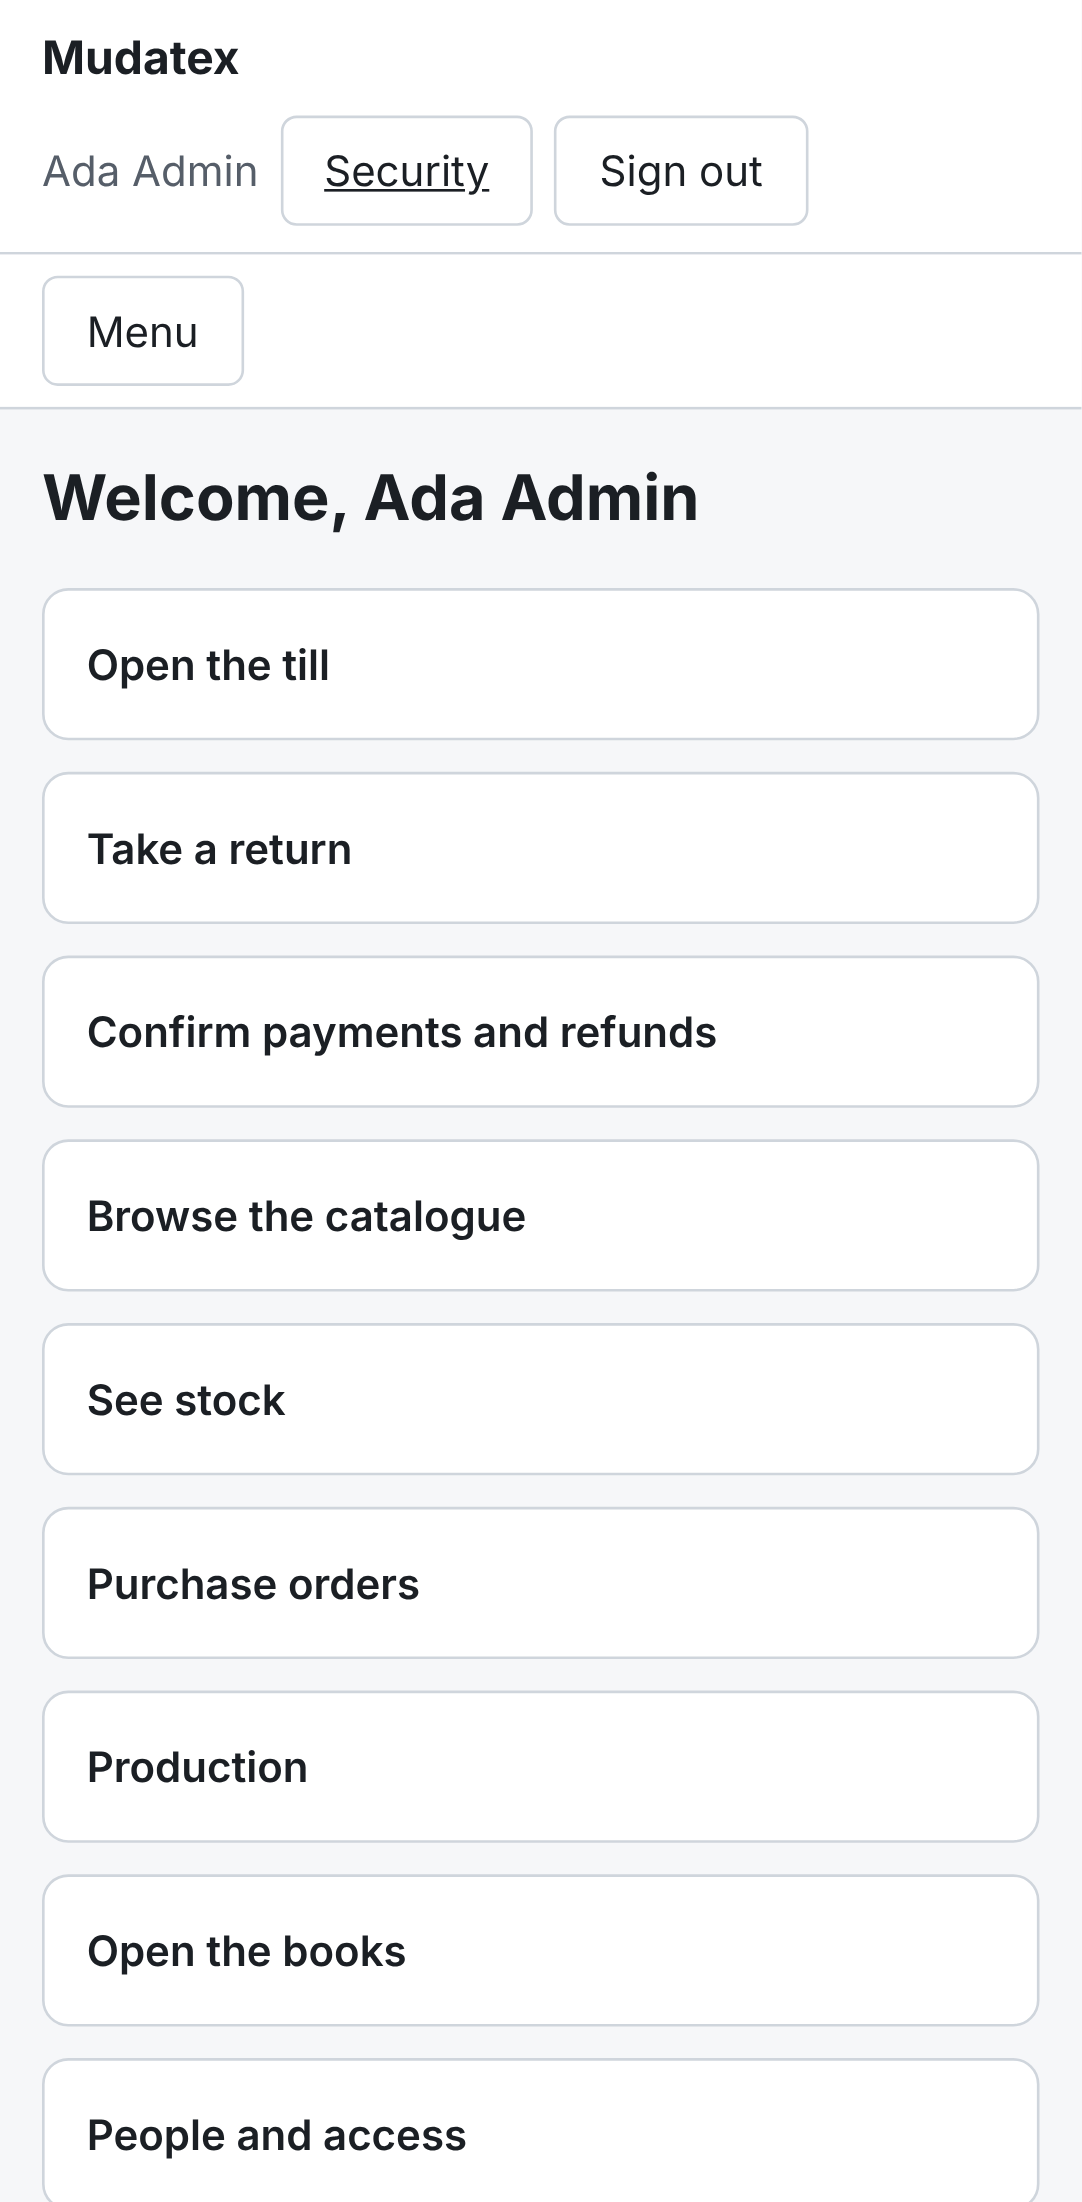 Mudatex
Ada Admin Security Sign out
Menu
Welcome, Ada Admin
Open the till
Take a return
Confirm payments and refunds
Browse the catalogue
See stock
Purchase orders
Production
Open the books
People and access